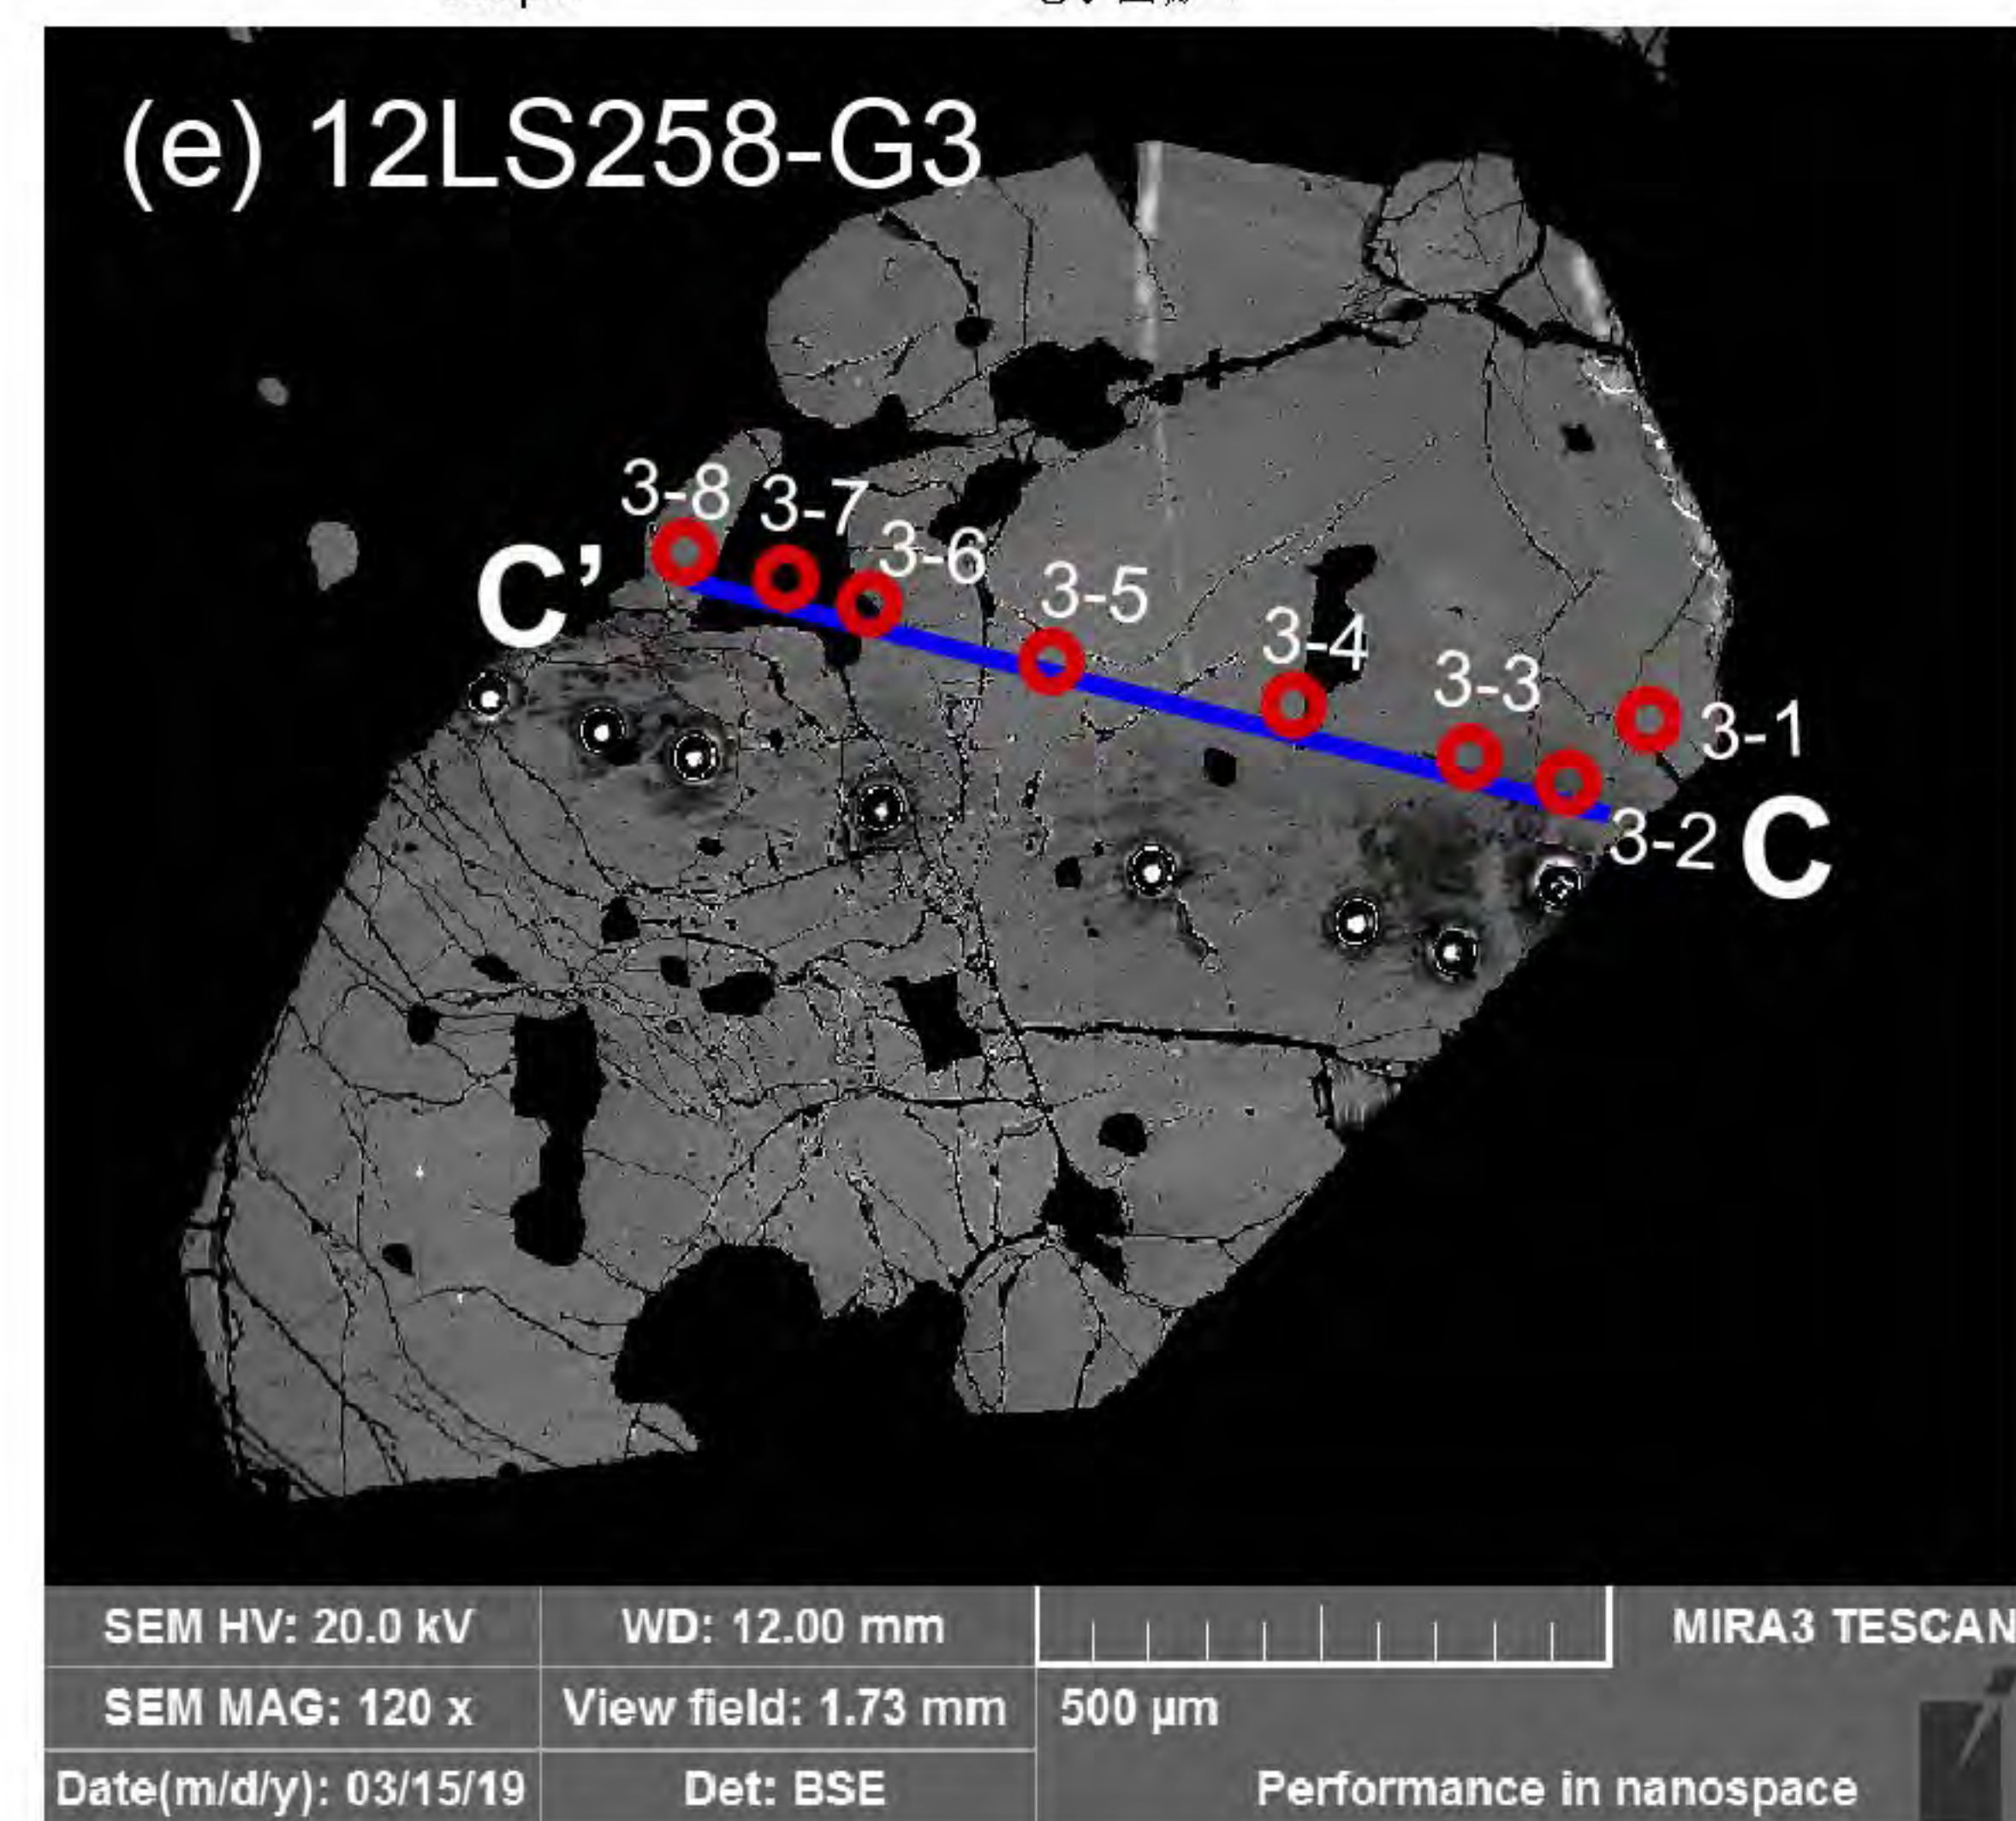 (e) 12LS258-G3
3-8
3-7
3-6
C’
3-5
3-4
3-3
3-1
3-2
C
SEM HV: 20.0 kV
WD: 12.00 mm
MIRA3 TESCAN
SEM MAG: 120 x
View field: 1.73 mm
500 µm
Date(m/d/y): 03/15/19
Det: BSE
Performance in nanospace